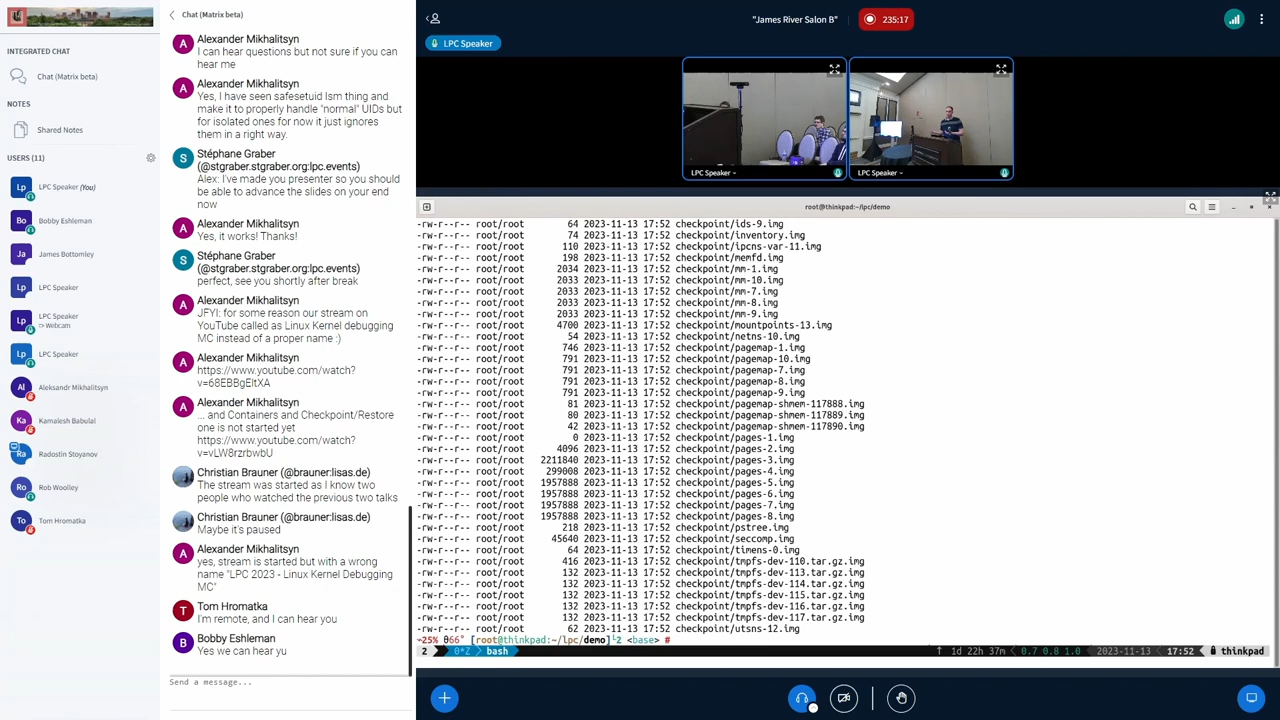 INTEGRATED CHAT
Chat (Matrix beta)
NOTES
Shared Notes
USERS (11)
Lp
LPC Speaker (You)
Bo
Bobby Eshleman
Ja
James Bottomley
Lp
LPC Speaker
Lp
LPC Speaker
Webcam
Lp
LPC Speaker
Al
Aleksandr Mikhalitsyn
Ka
Kamalesh Babulal
Ra
Radostin Stoyanov
Ro
Rob Woolley
To
Tom Hromatka
Chat (Matrix beta)
A
Alexander Mikhalitsyn
I can hear questions but not sure if you can
hear me
A
Alexander Mikhalitsyn
Yes, I have seen safesetuid lsm thing and
make it to properly handle "normal" UIDs but
for isolated ones for now it just ignores
them in a right way.
S
Stéphane Graber
(@stgraber.stgraber.org:lpc.events)
Alex: I've made you presenter so you should
be able to advance the slides on your end
now
A
Alexander Mikhalitsyn
Yes, it works! Thanks!
S
Stéphane Graber
(@stgraber.stgraber.org:lpc.events)
perfect, see you shortly after break
A
Alexander Mikhalitsyn
JFYI: for some reason our stream on
YouTube called as Linux Kernel debugging
MC instead of a proper name :)
A
Alexander Mikhalitsyn
https://www.youtube.com/watch?
v=68EBBgEltXA
A
Alexander Mikhalitsyn
... and Containers and Checkpoint/Restore
one is not started yet
https://www.youtube.com/watch?
v=vLW8rzrbwbU
Christian Brauner (@brauner:lisas.de)
The stream was started as I know two
people who watched the previous two talks
Christian Brauner (@brauner:lisas.de)
Maybe it's paused
A
Alexander Mikhalitsyn
yes, stream is started but with a wrong
name "LPC 2023 - Linux Kernel Debugging
MC"
T
Tom Hromatka
I'm remote, and I can hear you
B
Bobby Eshleman
Yes we can hear yu
Send a message...
"James River Salon B"
235:17
LPC Speaker
LPC Speaker
LPC Speaker
root@thinkpad:~/lpc/demo
-rw-r--r-- root/root 64 2023-11-13 17:52 checkpoint/ids-9.img
-rw-r--r-- root/root 74 2023-11-13 17:52 checkpoint/inventory.img
-rw-r--r-- root/root 110 2023-11-13 17:52 checkpoint/ipcns-var-11.img
-rw-r--r-- root/root 198 2023-11-13 17:52 checkpoint/memfd.img
-rw-r--r-- root/root 2034 2023-11-13 17:52 checkpoint/mm-1.img
-rw-r--r-- root/root 2033 2023-11-13 17:52 checkpoint/mm-10.img
-rw-r--r-- root/root 2033 2023-11-13 17:52 checkpoint/mm-7.img
-rw-r--r-- root/root 2033 2023-11-13 17:52 checkpoint/mm-8.img
-rw-r--r-- root/root 2033 2023-11-13 17:52 checkpoint/mm-9.img
-rw-r--r-- root/root 4700 2023-11-13 17:52 checkpoint/mountpoints-13.img
-rw-r--r-- root/root 54 2023-11-13 17:52 checkpoint/netns-10.img
-rw-r--r-- root/root 746 2023-11-13 17:52 checkpoint/pagemap-1.img
-rw-r--r-- root/root 791 2023-11-13 17:52 checkpoint/pagemap-10.img
-rw-r--r-- root/root 791 2023-11-13 17:52 checkpoint/pagemap-7.img
-rw-r--r-- root/root 791 2023-11-13 17:52 checkpoint/pagemap-8.img
-rw-r--r-- root/root 791 2023-11-13 17:52 checkpoint/pagemap-9.img
-rw-r--r-- root/root 81 2023-11-13 17:52 checkpoint/pagemap-shmem-117888.img
-rw-r--r-- root/root 80 2023-11-13 17:52 checkpoint/pagemap-shmem-117889.img
-rw-r--r-- root/root 42 2023-11-13 17:52 checkpoint/pagemap-shmem-117890.img
-rw-r--r-- root/root 0 2023-11-13 17:52 checkpoint/pages-1.img
-rw-r--r-- root/root 4096 2023-11-13 17:52 checkpoint/pages-2.img
-rw-r--r-- root/root 2211840 2023-11-13 17:52 checkpoint/pages-3.img
-rw-r--r-- root/root 299008 2023-11-13 17:52 checkpoint/pages-4.img
-rw-r--r-- root/root 1957888 2023-11-13 17:52 checkpoint/pages-5.img
-rw-r--r-- root/root 1957888 2023-11-13 17:52 checkpoint/pages-6.img
-rw-r--r-- root/root 1957888 2023-11-13 17:52 checkpoint/pages-7.img
-rw-r--r-- root/root 1957888 2023-11-13 17:52 checkpoint/pages-8.img
-rw-r--r-- root/root 218 2023-11-13 17:52 checkpoint/pstree.img
-rw-r--r-- root/root 45640 2023-11-13 17:52 checkpoint/seccomp.img
-rw-r--r-- root/root 64 2023-11-13 17:52 checkpoint/timens-0.img
-rw-r--r-- root/root 416 2023-11-13 17:52 checkpoint/tmpfs-dev-110.tar.gz.img
-rw-r--r-- root/root 132 2023-11-13 17:52 checkpoint/tmpfs-dev-113.tar.gz.img
-rw-r--r-- root/root 132 2023-11-13 17:52 checkpoint/tmpfs-dev-114.tar.gz.img
-rw-r--r-- root/root 132 2023-11-13 17:52 checkpoint/tmpfs-dev-115.tar.gz.img
-rw-r--r-- root/root 132 2023-11-13 17:52 checkpoint/tmpfs-dev-116.tar.gz.img
-rw-r--r-- root/root 132 2023-11-13 17:52 checkpoint/tmpfs-dev-117.tar.gz.img
-rw-r--r-- root/root 62 2023-11-13 17:52 checkpoint/utsns-12.img
~25% θ66° [root@thinkpad:~/lpc/demo]└2 <base> #
2 0*Z bash ↑ 1d 22h 37m 0.7 0.8 1.0 2023-11-13 17:52 thinkpad